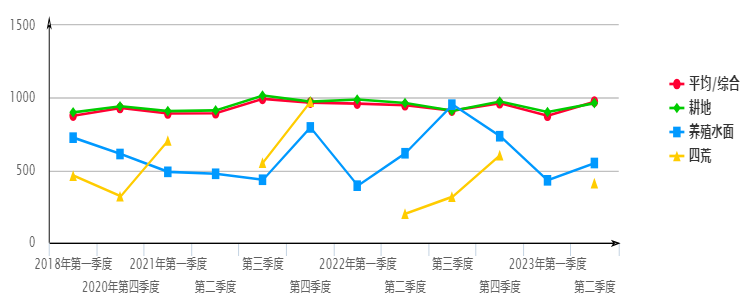 1500
1000
500
0
平均/综合
耕地
养殖水面
四荒
2018年第一季度
2020年第四季度
2021年第一季度
第二季度
第三季度
第四季度
2022年第一季度
第二季度
第三季度
第四季度
2023年第一季度
第二季度